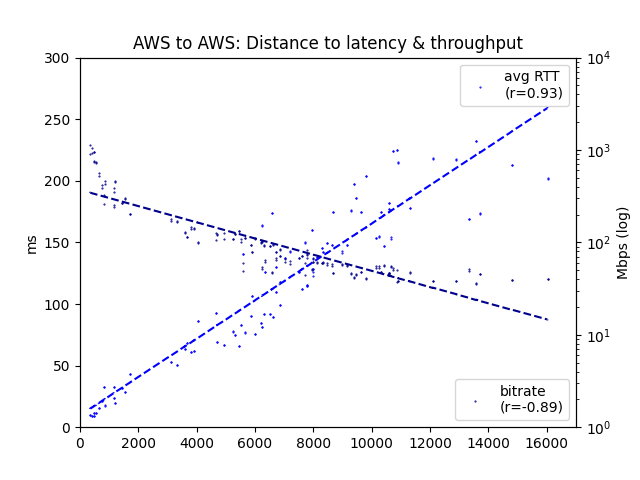 AWS to AWS: Distance to latency & throughput
300
250
200
150
100
50
0
ms
0 2000 4000 6000 8000 10000 12000 14000 16000
10^4
10^3
10^2
10^1
10^0
Mbps (log)
avg RTT
(r=0.93)
bitrate
(r=-0.89)